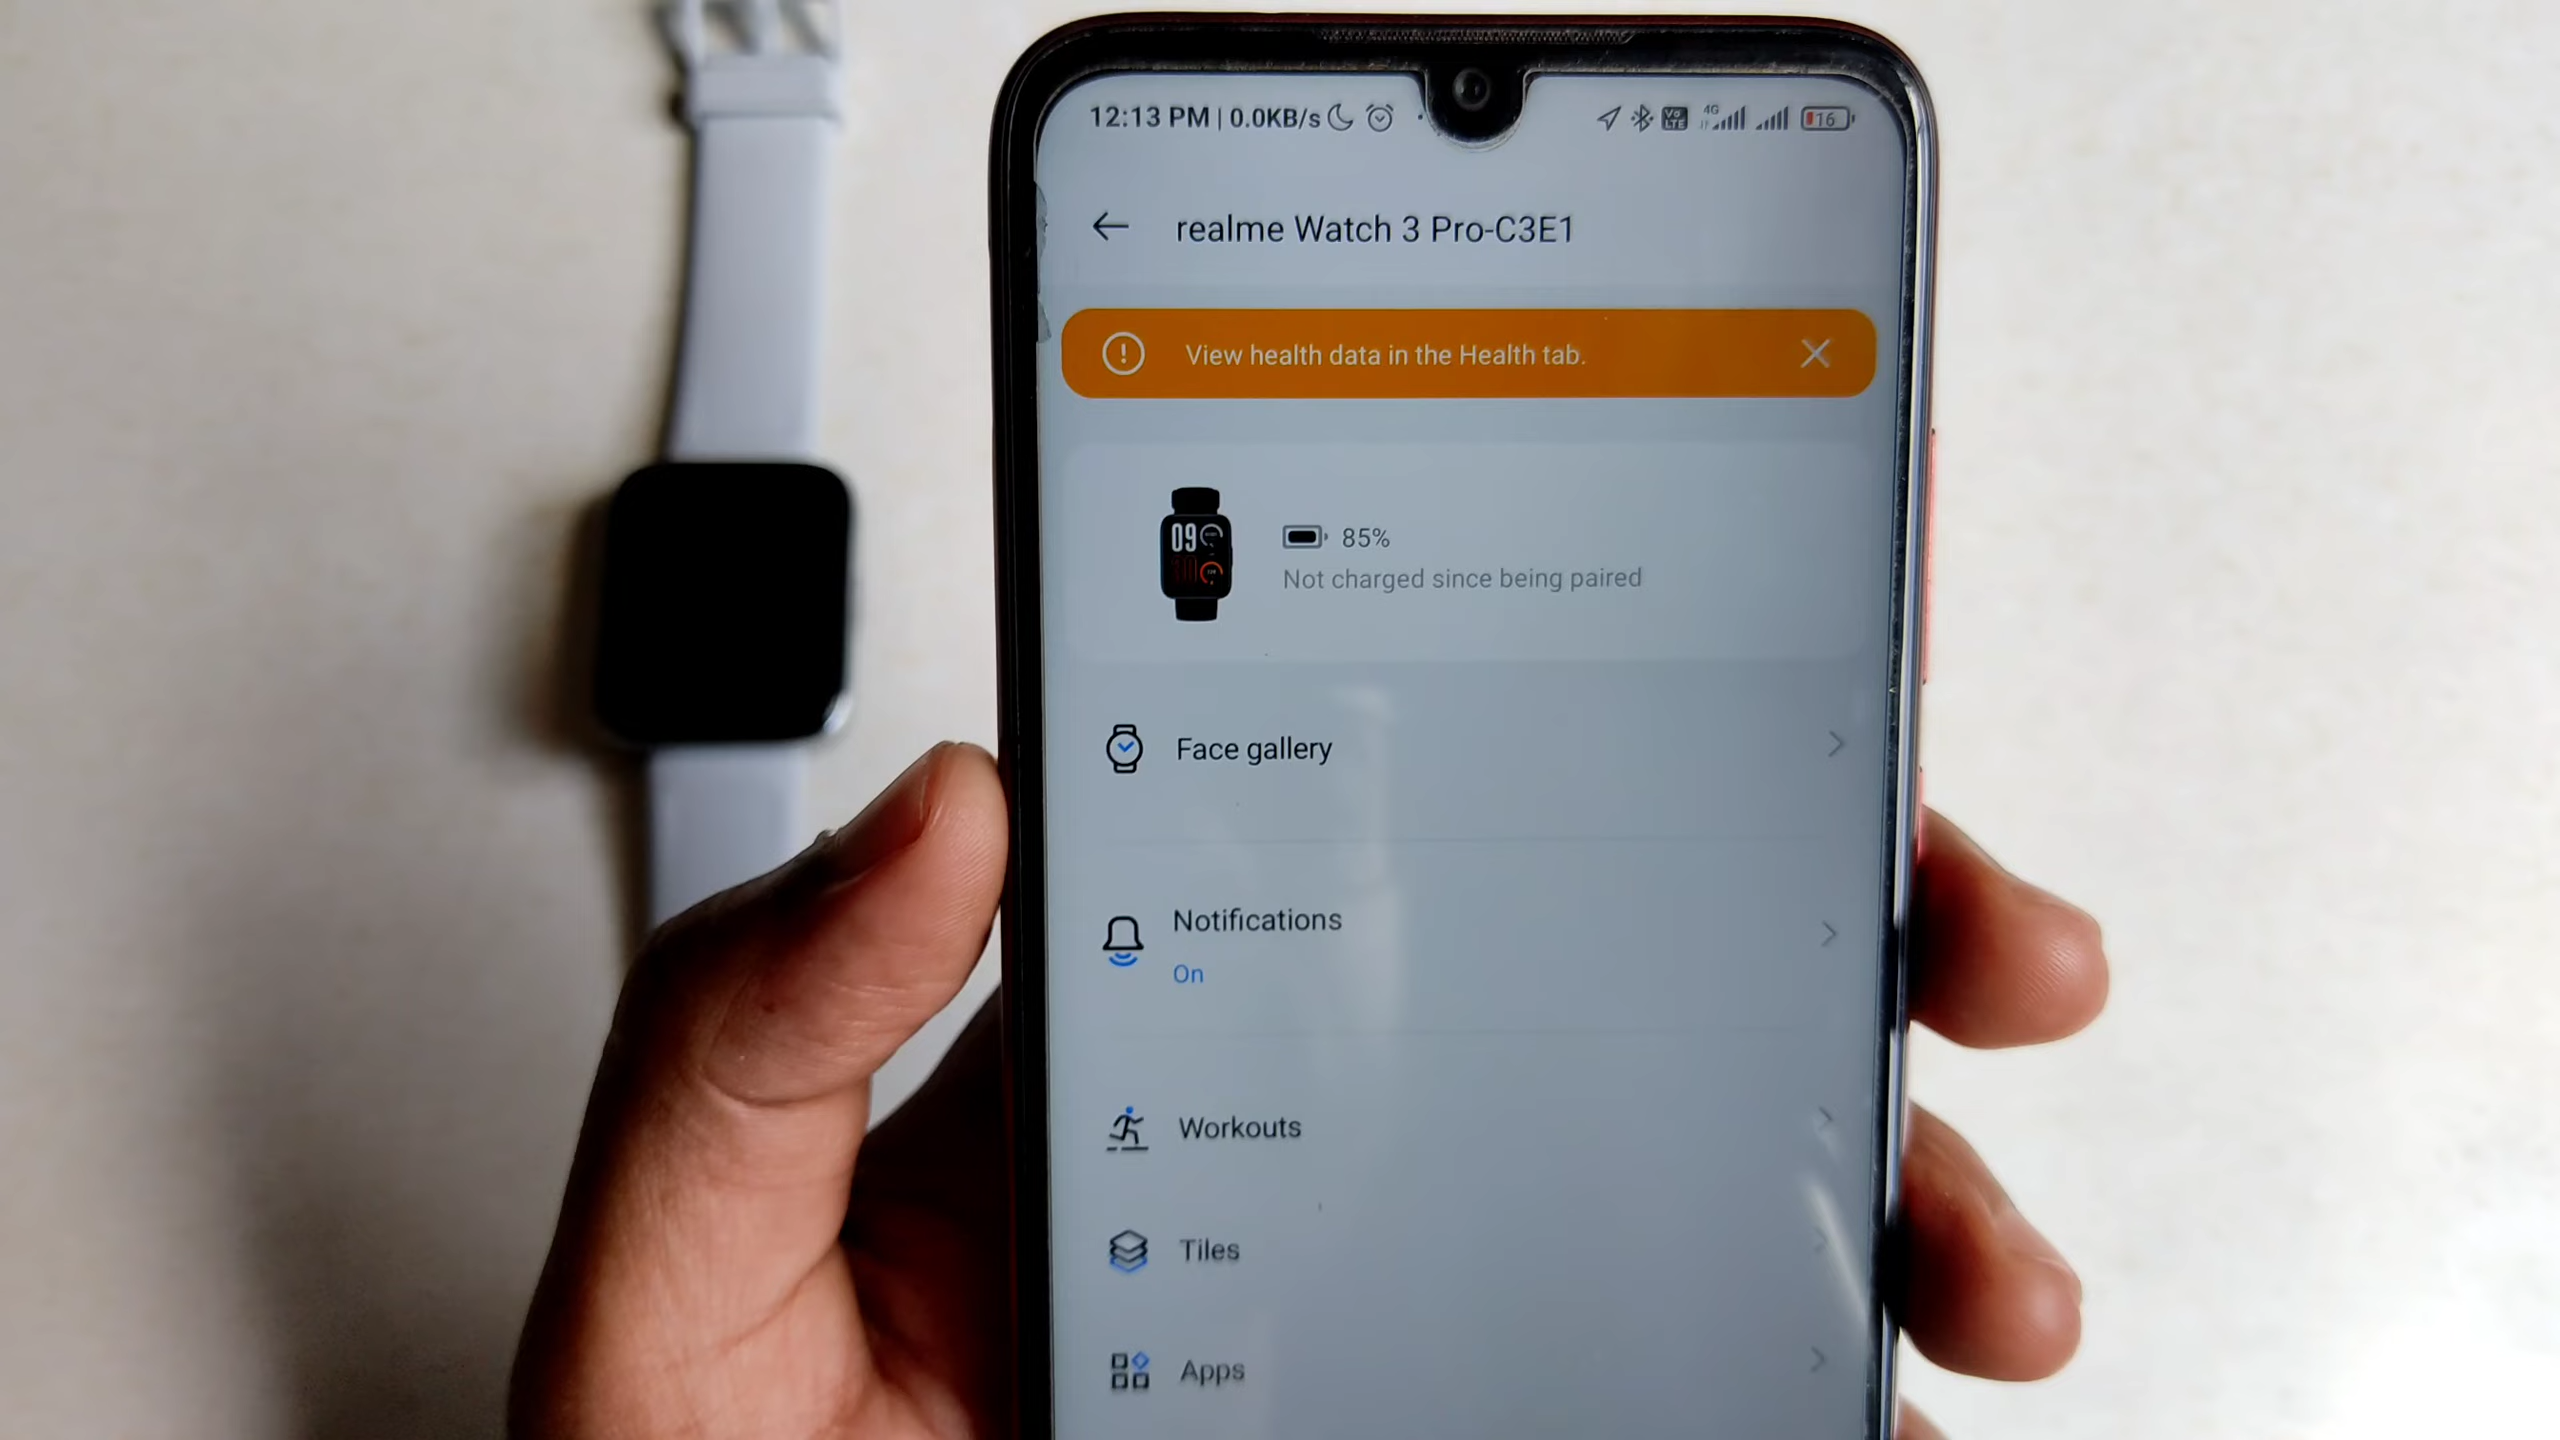 12:13 PM | 0.0KB/s 4G 16
realme Watch 3 Pro-C3E1
View health data in the Health tab.
09
85%
Not charged since being paired
Face gallery
Notifications
On
Workouts
Tiles
Apps